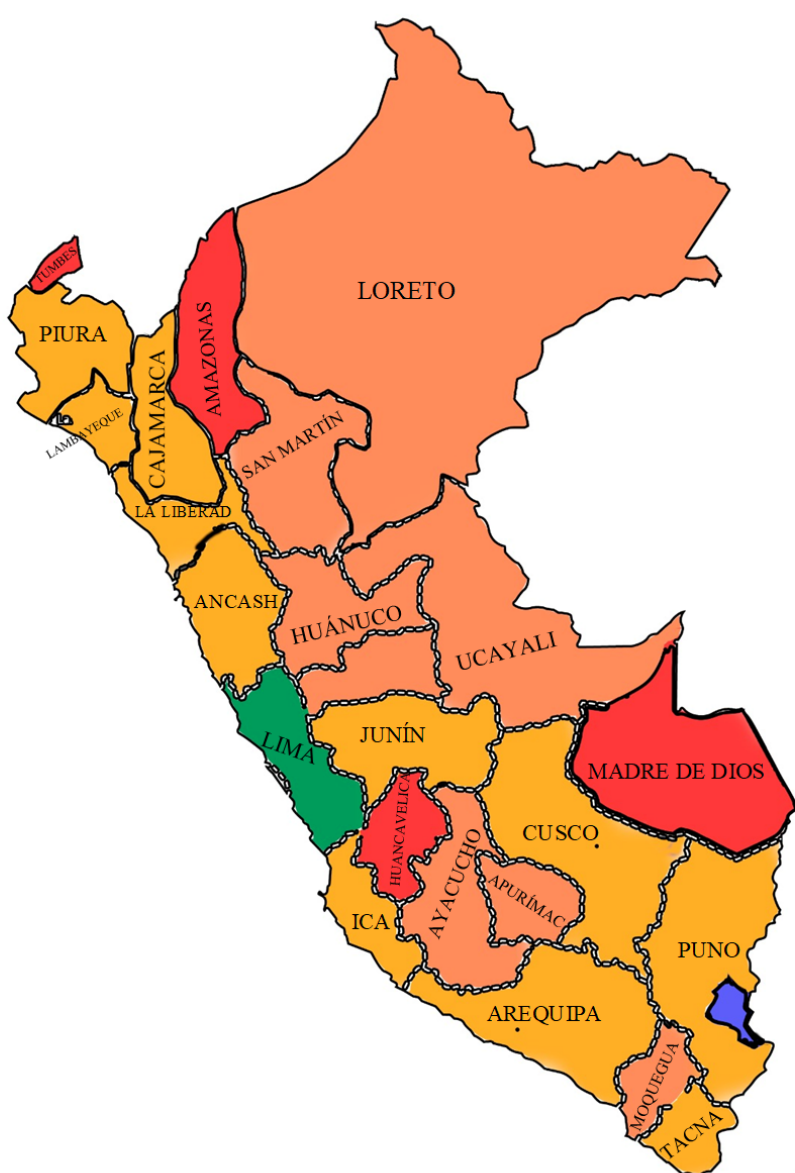 LORETO
TUMBES
PIURA
AMAZONAS
CAJAMARCA
LAMBAYEQUE
SAN MARTÍN
LA LIBERAD
ANCASH
HUÁNUCO
UCAYALI
LIMA
JUNÍN
MADRE DE DIOS
HUANCAVELICA
CUSCO
AYACUCHO
APURÍMAC
ICA
PUNO
AREQUIPA
MOQUEGUA
TACNA